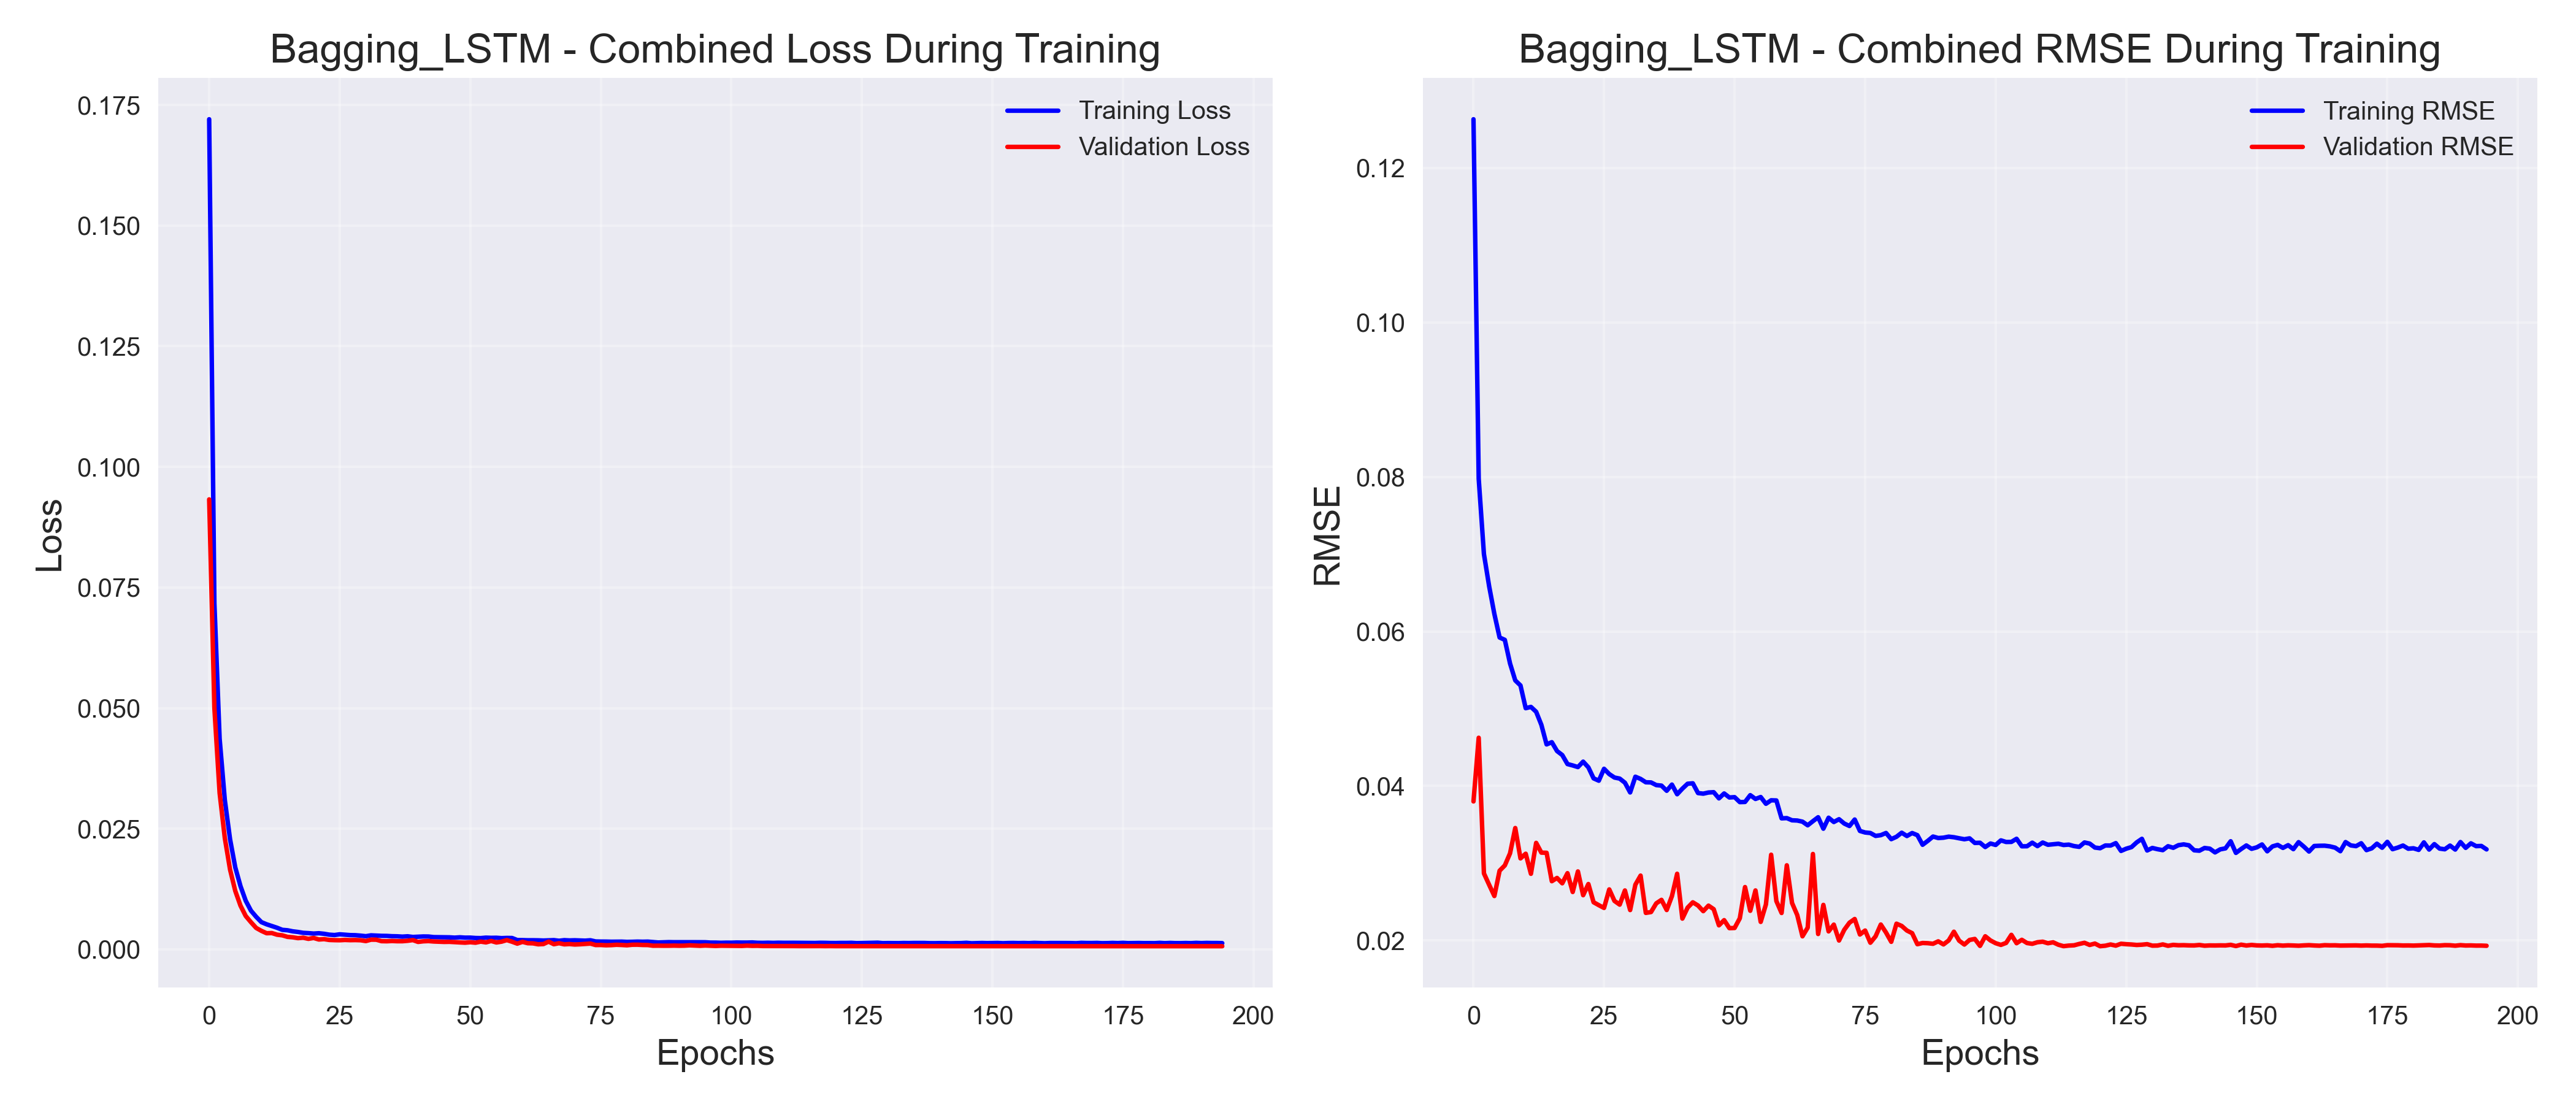 Bagging_LSTM - Combined Loss During Training
Training Loss
Validation Loss
0.175
0.150
0.125
0.100
0.075
0.050
0.025
0.000
Loss
0 25 50 75 100 125 150 175 200
Epochs
Bagging_LSTM - Combined RMSE During Training
Training RMSE
Validation RMSE
0.12
0.10
0.08
0.06
0.04
0.02
RMSE
0 25 50 75 100 125 150 175 200
Epochs